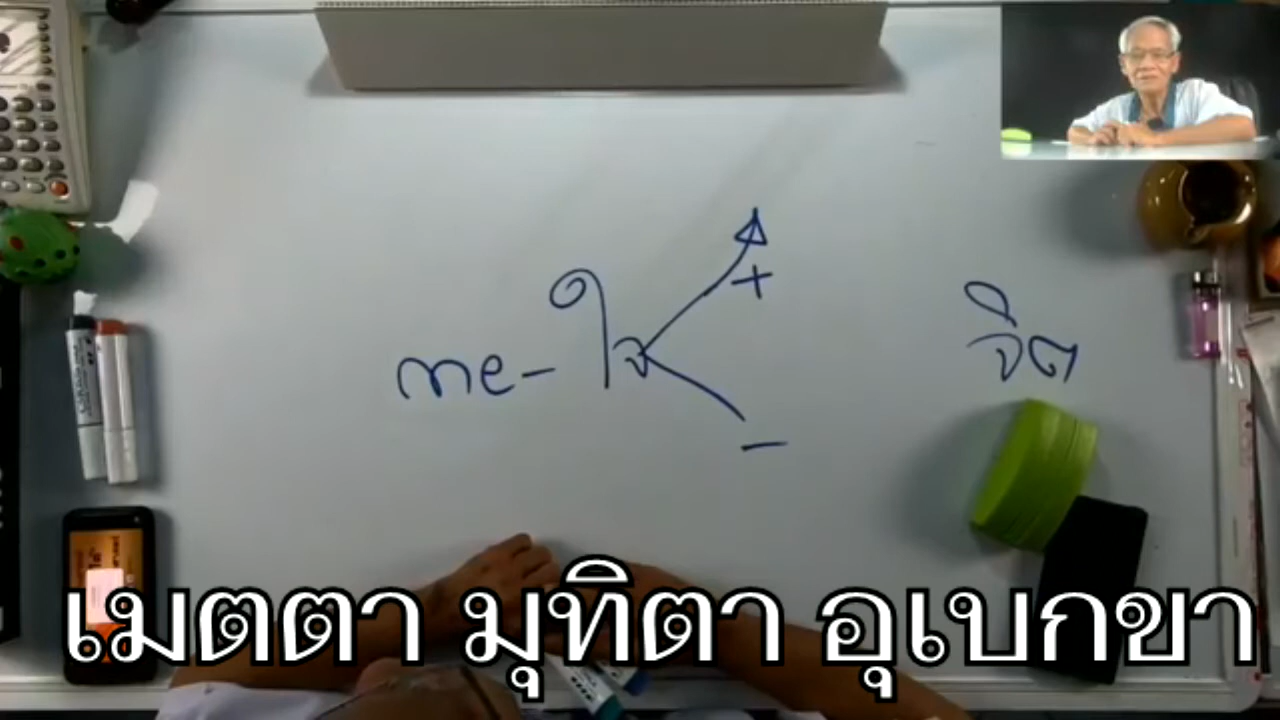 +
me- ใจ
จิต
-
เมตตา มุทิตา อุเบกขา